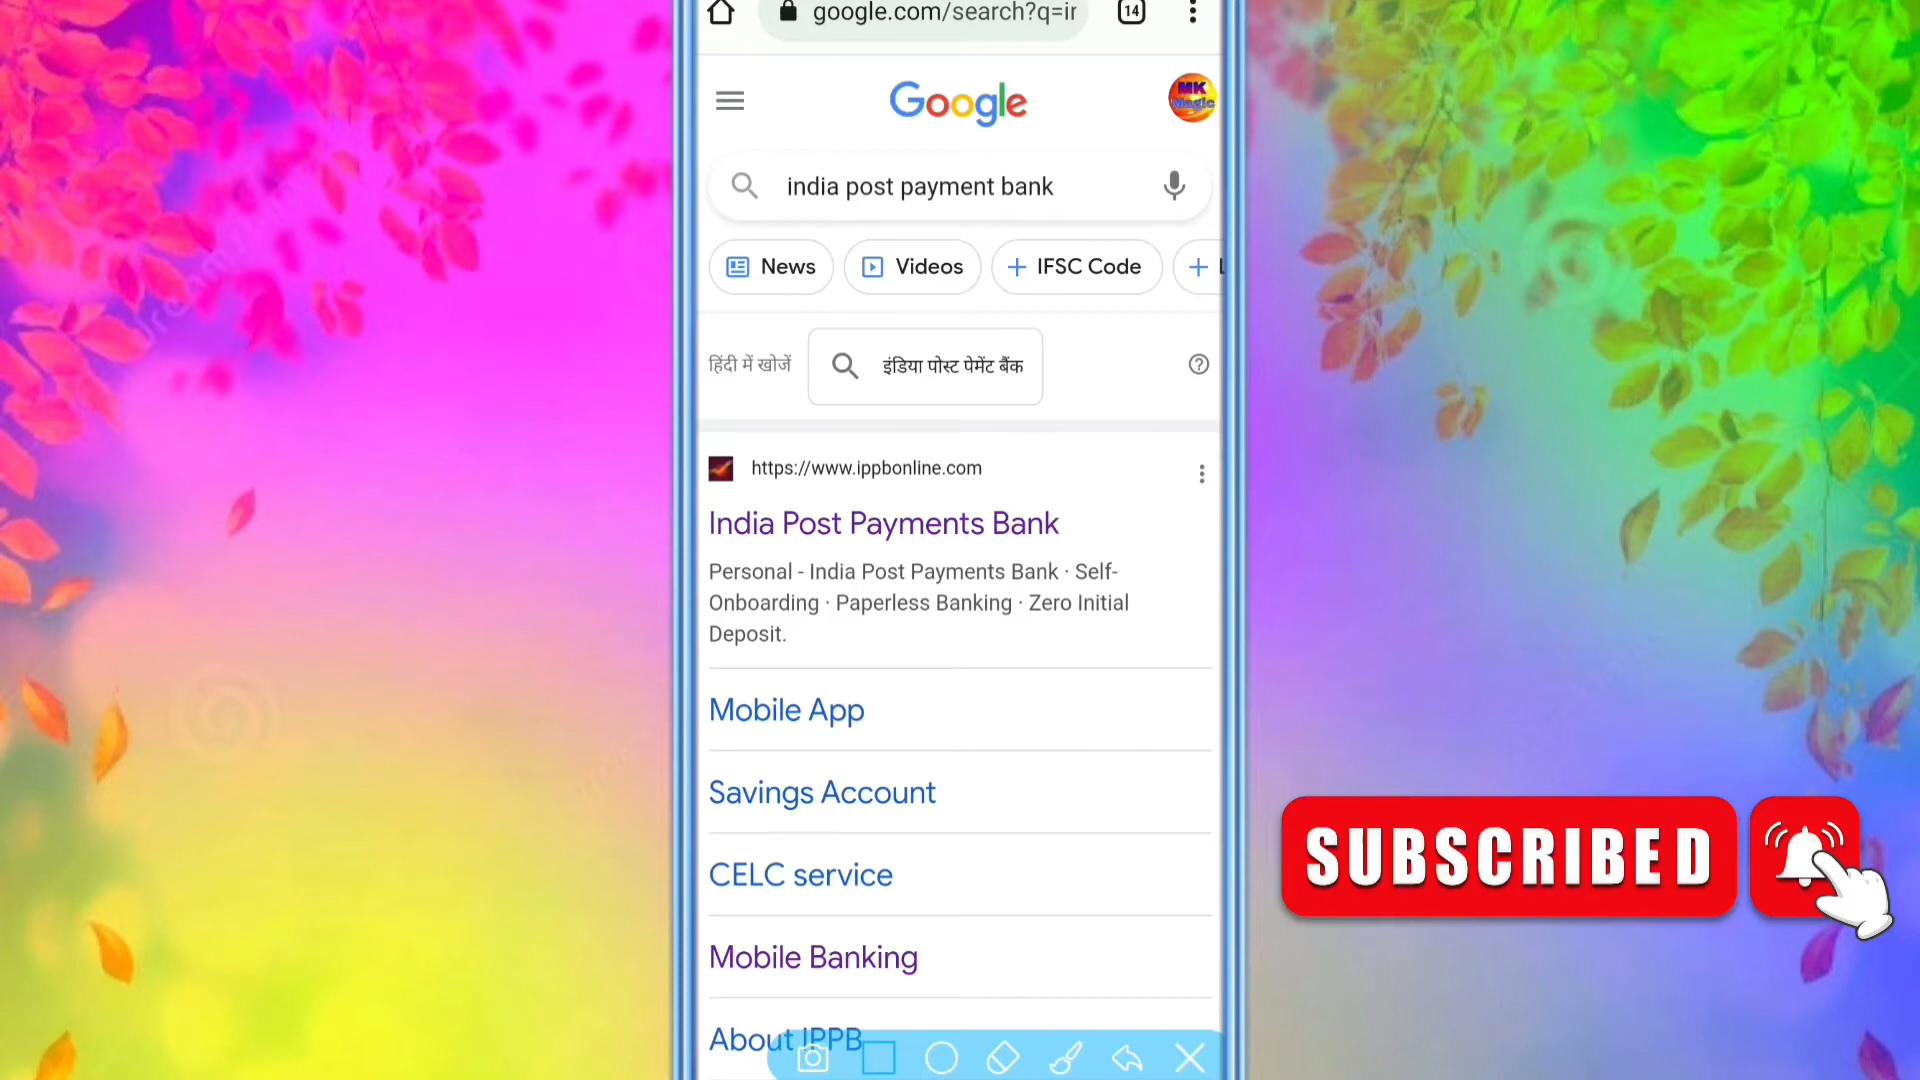 google.com/search?q=ir
14
Google
MK
Magic
india post payment bank
News
Videos
IFSC Code
हिंदी में खोजें
इंडिया पोस्ट पेमेंट बैंक
https://www.ippbonline.com
India Post Payments Bank
Personal - India Post Payments Bank · Self-
Onboarding · Paperless Banking · Zero Initial
Deposit.
Mobile App
Savings Account
CELC service
Mobile Banking
About IPPB
SUBSCRIBED